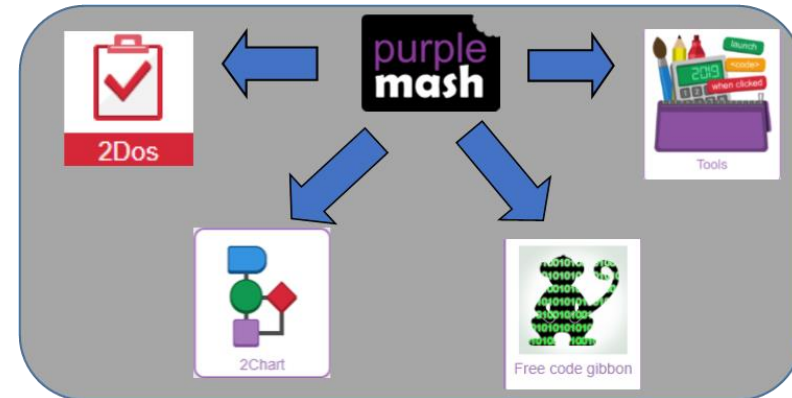 purple
mash
launch
<code>
2019
when clicked
2Dos
Tools
2Chart
Free code gibbon